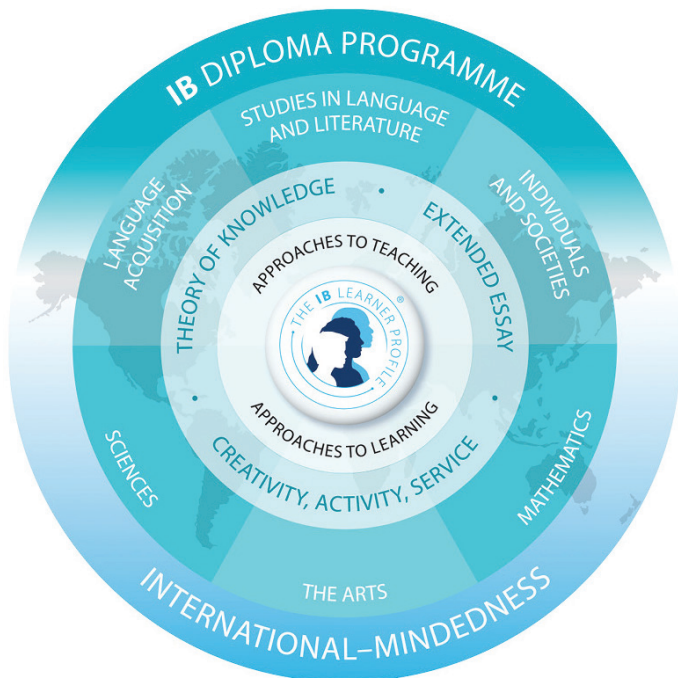 IB DIPLOMA PROGRAMME
STUDIES IN LANGUAGE
AND LITERATURE
LANGUAGE
ACQUISITION
INDIVIDUALS
AND SOCIETIES
THEORY OF KNOWLEDGE
•
EXTENDED ESSAY
APPROACHES TO TEACHING
THE IB LEARNER PROFILE®
APPROACHES TO LEARNING
•
CREATIVITY, ACTIVITY, SERVICE
•
SCIENCES
MATHEMATICS
THE ARTS
INTERNATIONAL–MINDEDNESS